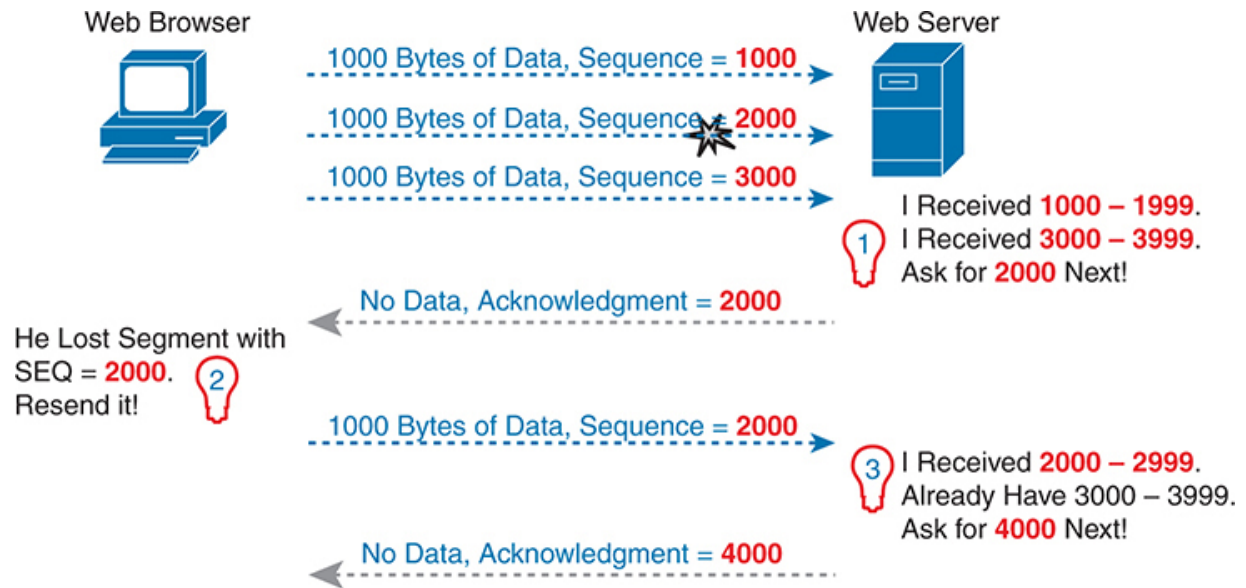 Web Browser
Web Server
1000 Bytes of Data, Sequence = 1000
1000 Bytes of Data, Sequence = 2000
1000 Bytes of Data, Sequence = 3000
1
I Received 1000 – 1999.
I Received 3000 – 3999.
Ask for 2000 Next!
No Data, Acknowledgment = 2000
He Lost Segment with
SEQ = 2000.
Resend it!
2
1000 Bytes of Data, Sequence = 2000
3
I Received 2000 – 2999.
Already Have 3000 – 3999.
Ask for 4000 Next!
No Data, Acknowledgment = 4000